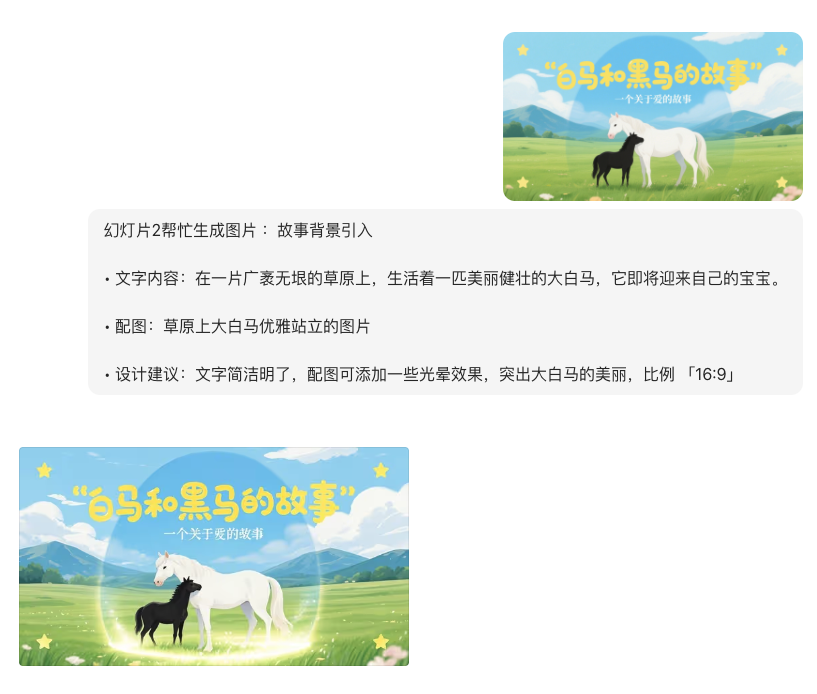 “白马和黑马的故事”
一个关于爱的故事
幻灯片2帮忙生成图片：故事背景引入
• 文字内容：在一片广袤无垠的草原上，生活着一匹美丽健壮的大白马，它即将迎来自己的宝宝。
• 配图：草原上大白马优雅站立的图片
• 设计建议：文字简洁明了，配图可添加一些光晕效果，突出大白马的美丽，比例 「16:9」
“白马和黑马的故事”
一个关于爱的故事